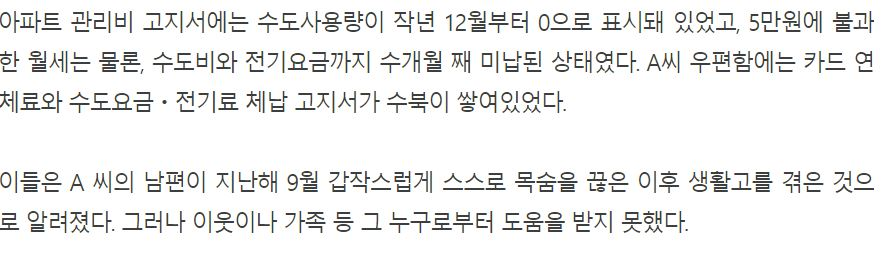 아파트 관리비 고지서에는 수도사용량이 작년 12월부터 0으로 표시돼 있었고, 5만원에 불과
한 월세는 물론, 수도비와 전기요금까지 수개월 째 미납된 상태였다. A씨 우편함에는 카드 연
체료와 수도요금·전기료 체납 고지서가 수북이 쌓여있었다.
이들은 A 씨의 남편이 지난해 9월 갑작스럽게 스스로 목숨을 끊은 이후 생활고를 겪은 것으
로 알려졌다. 그러나 이웃이나 가족 등 그 누구로부터 도움을 받지 못했다.